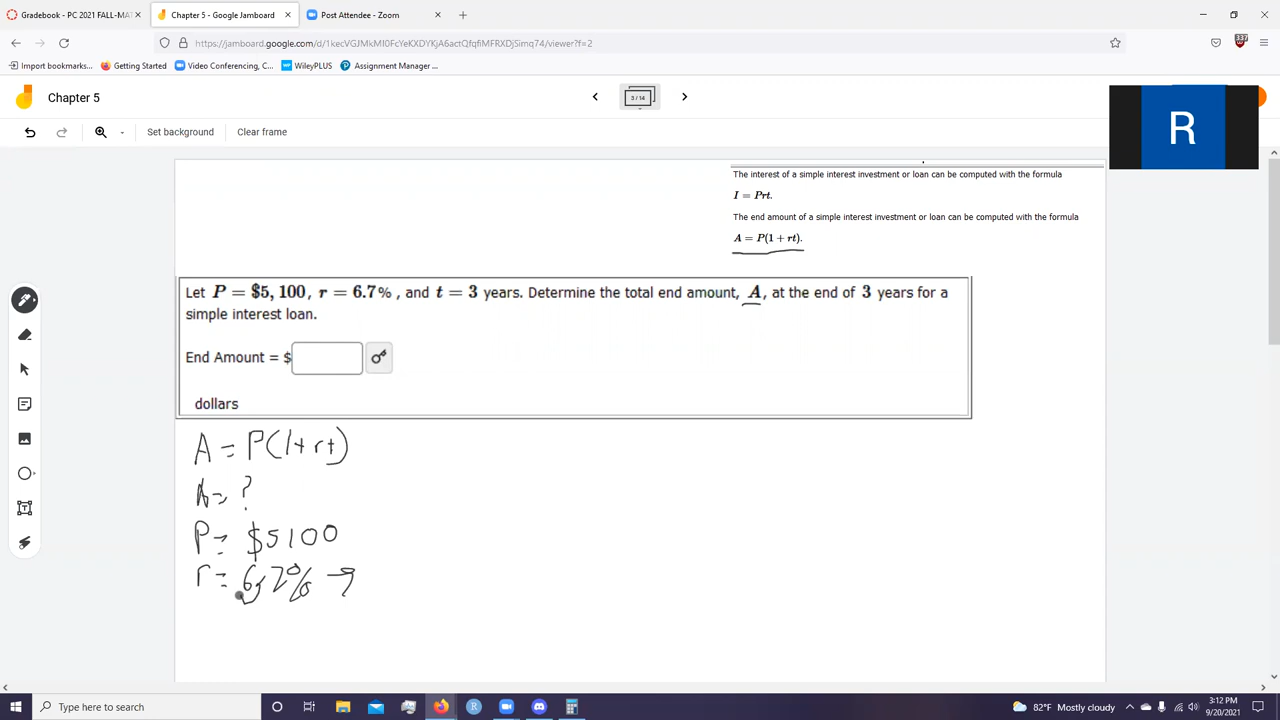 Gradebook - PC 2021 FALL-MAT
Chapter 5 - Google Jamboard
Post Attendee - Zoom
https://jamboard.google.com/d/1kecVGJMkMI0FcYeKXDYKjA6actQfqfiMFRXDjSimq74/viewer?f=2
337
Import bookmarks...
Getting Started
Video Conferencing, C...
WileyPLUS
Assignment Manager ...
Chapter 5
3 / 14
Set background
Clear frame
R
The interest of a simple interest investment or loan can be computed with the formula
I = Prt.
The end amount of a simple interest investment or loan can be computed with the formula
A = P(1 + rt).
Let P = $5, 100, r = 6.7% , and t = 3 years. Determine the total end amount, A, at the end of 3 years for a
simple interest loan.
End Amount = $
dollars
A = P(1+rt)
A = ?
P = $5100
r = 6.7% →
Type here to search
82°F Mostly cloudy
3:12 PM
9/20/2021